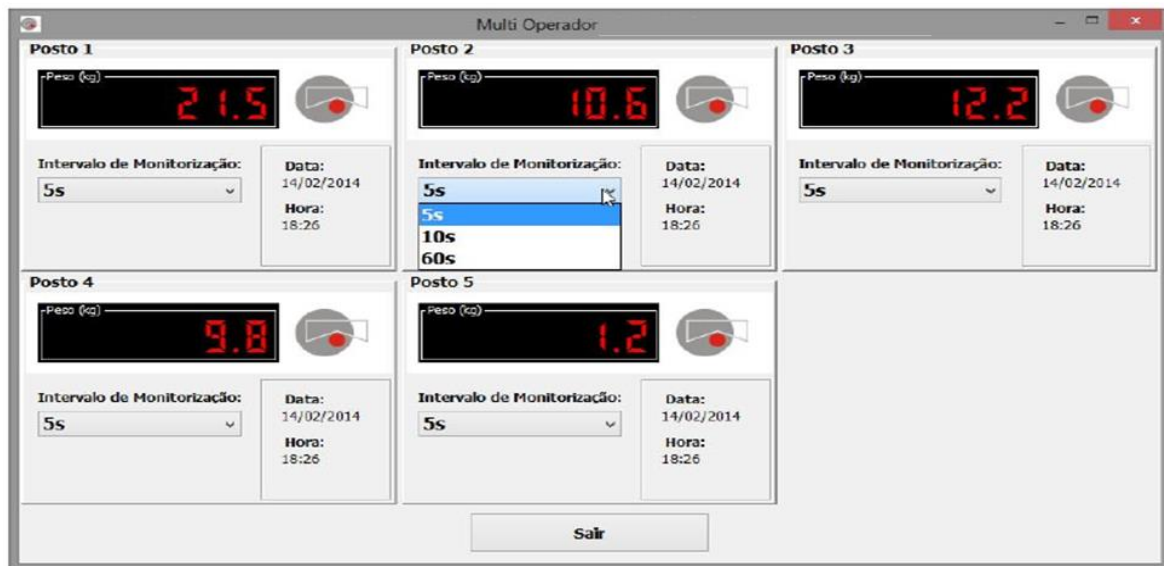 Multi Operador
Posto 1
Peso (kg)
21.5
Intervalo de Monitorização:
5s
Data:
14/02/2014
Hora:
18:26
Posto 2
Peso (kg)
10.6
Intervalo de Monitorização:
5s
5s
10s
60s
Data:
14/02/2014
Hora:
18:26
Posto 3
Peso (kg)
12.2
Intervalo de Monitorização:
5s
Data:
14/02/2014
Hora:
18:26
Posto 4
Peso (kg)
9.8
Intervalo de Monitorização:
5s
Data:
14/02/2014
Hora:
18:26
Posto 5
Peso (kg)
1.2
Intervalo de Monitorização:
5s
Data:
14/02/2014
Hora:
18:26
Sair